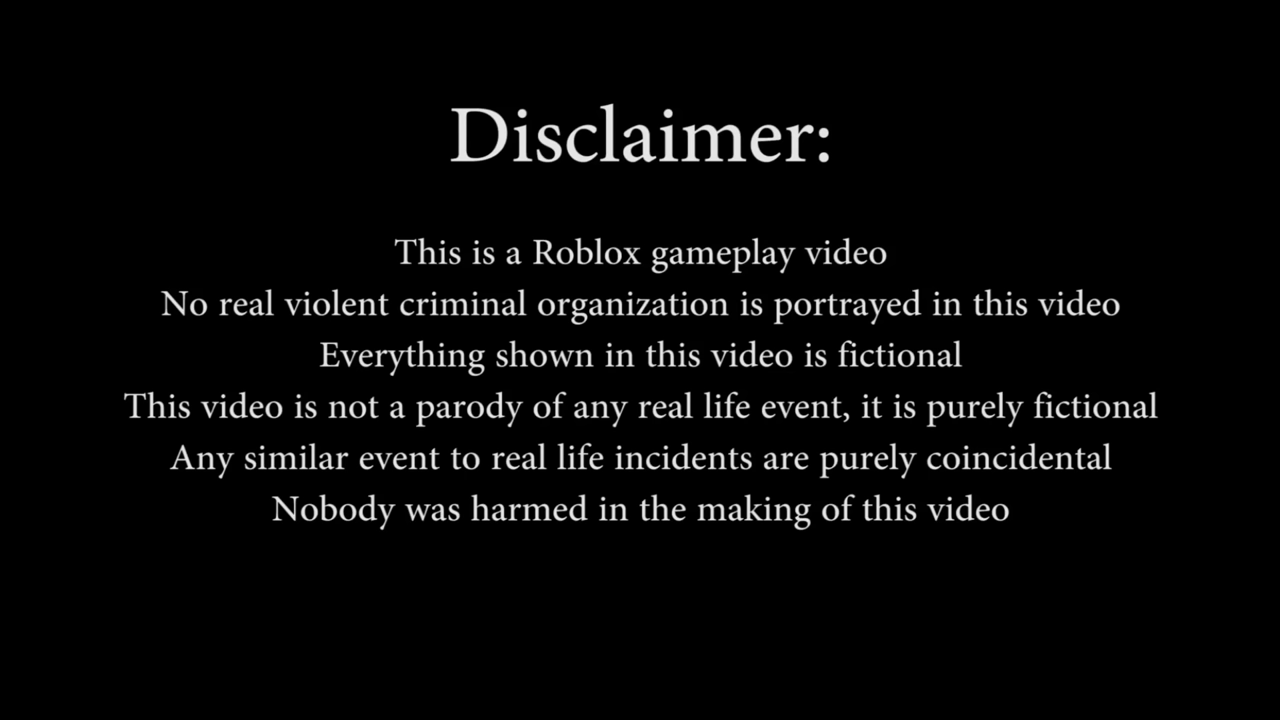 Disclaimer:
This is a Roblox gameplay video
No real violent criminal organization is portrayed in this video
Everything shown in this video is fictional
This video is not a parody of any real life event, it is purely fictional
Any similar event to real life incidents are purely coincidental
Nobody was harmed in the making of this video